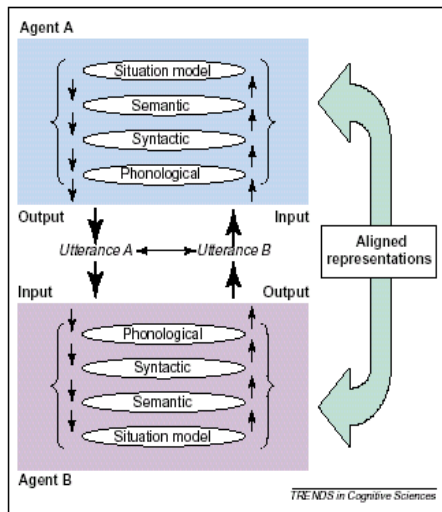 Agent A
Situation model
Semantic
Syntactic
Phonological
Output Input
Utterance A Utterance B
Aligned
representations
Input Output
Phonological
Syntactic
Semantic
Situation model
Agent B
TRENDS in Cognitive Sciences